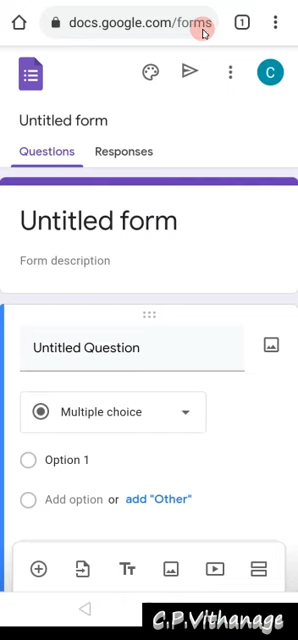 docs.google.com/forms
1
C
Untitled form
Questions Responses
Untitled form
Form description
Untitled Question
Multiple choice
Option 1
Add option or add "Other"
Tt
C.P.Vithanage